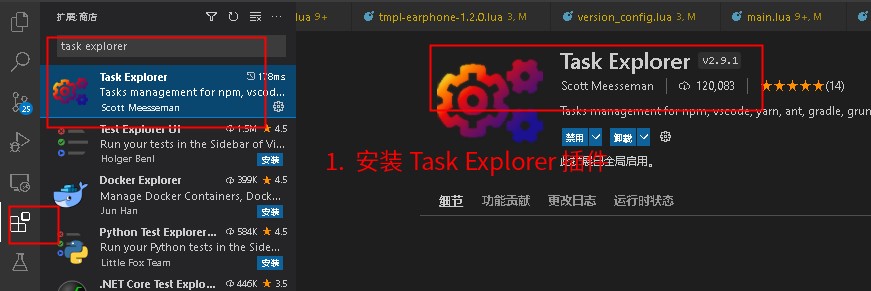 扩展:商店
lua 9+
tmpl-earphone-1.2.0.lua 3, M
version_config.lua 3, M
main.lua 9+, M
task explorer
Task Explorer 178ms
Tasks management for npm, vscod...
Scott Meesseman
Test Explorer UI 1.5M 4.5
Run your tests in the Sidebar of Vi...
Holger Benl 安装
Docker Explorer 399K 4.5
Manage Docker Containers, Dock...
Jun Han 安装
Python Test Explorer... 584K 4.5
Run your Python tests in the Side...
Little Fox Team 安装
.NET Core Test Explo... 446K 3.5
25
Task Explorer v2.9.1
Scott Meesseman 120,083 (14)
Tasks management for npm, vscode, yarn, ant, gradle, grun
禁用 卸载
此扩展已全局启用。
1. 安装 Task Explorer 插件
细节 功能贡献 更改日志 运行时状态